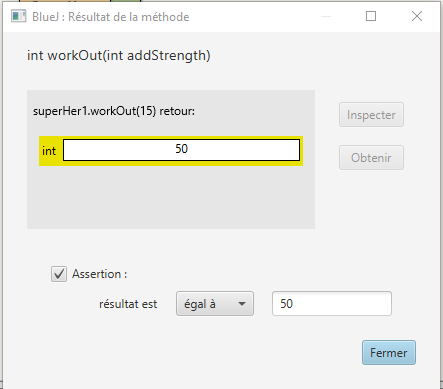 BlueJ : Résultat de la méthode
int workOut(int addStrength)
superHer1.workOut(15) retour:
int 50
Inspecter
Obtenir
Assertion :
résultat est égal à 50
Fermer